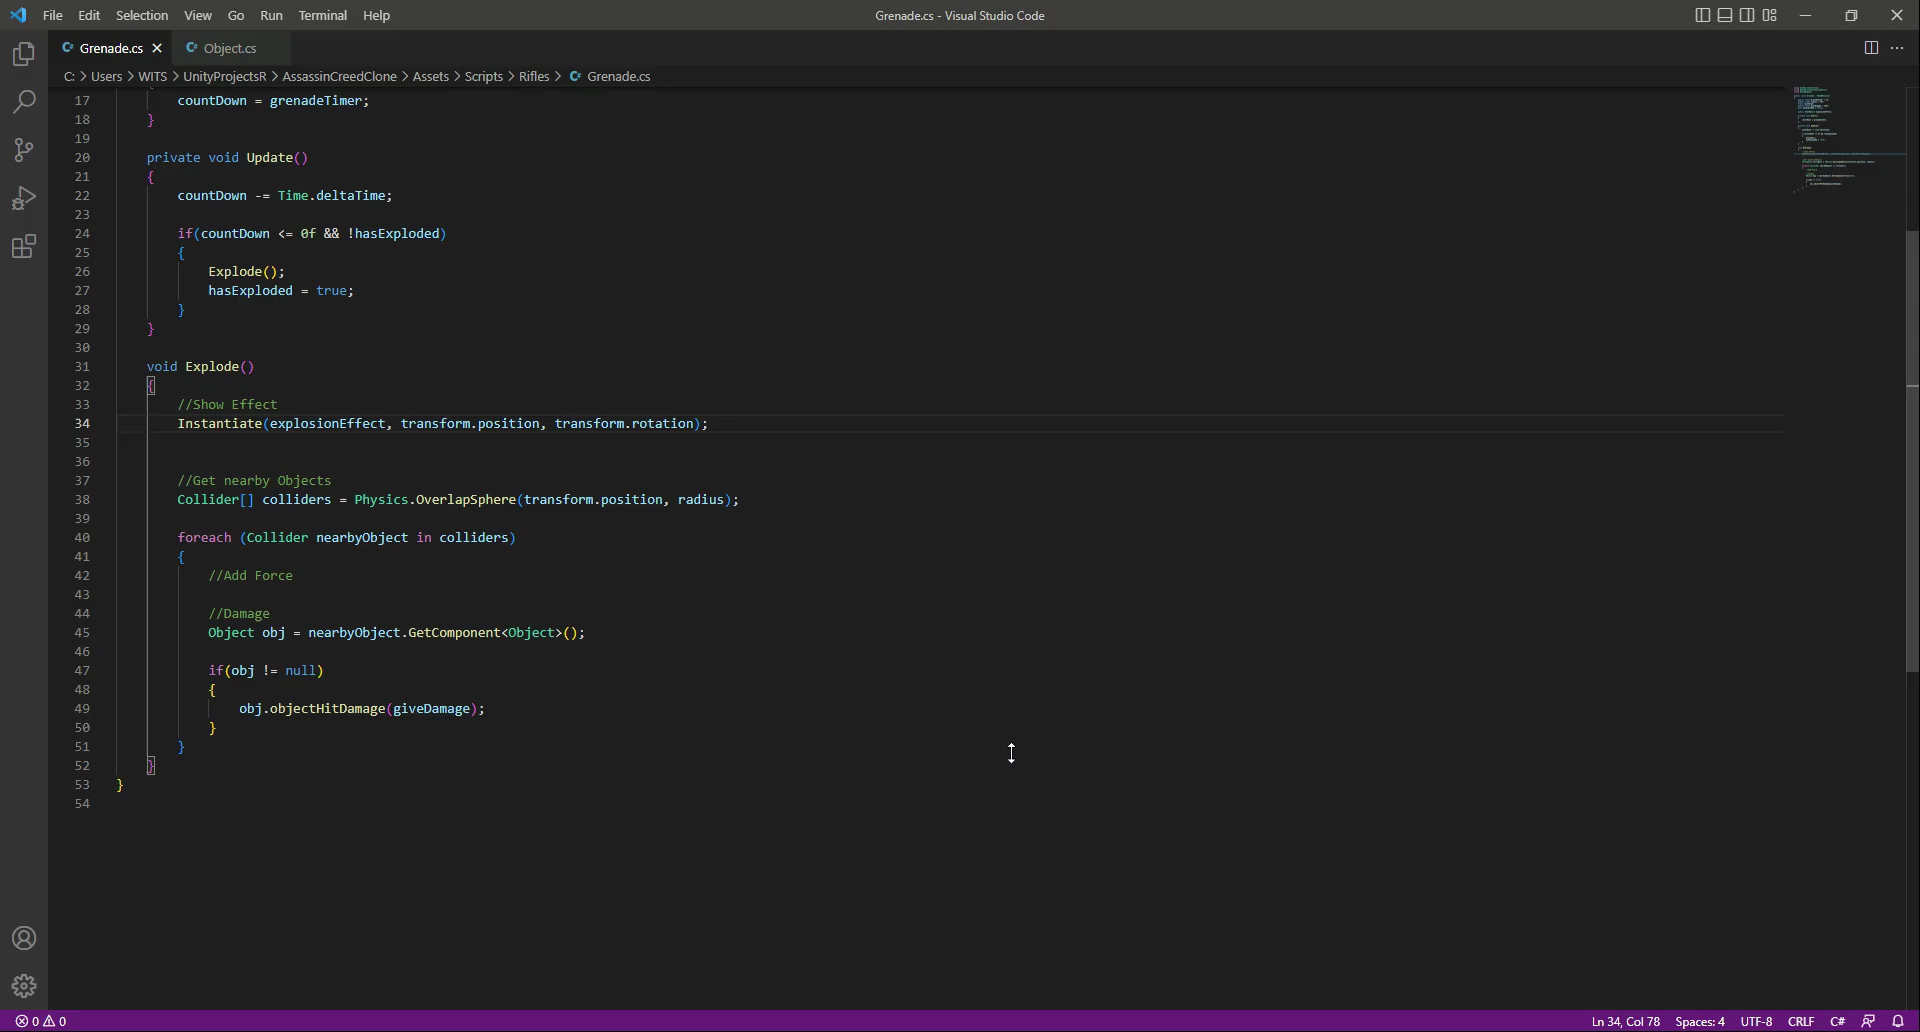 File Edit Selection View Go Run Terminal Help
Grenade.cs - Visual Studio Code
Grenade.cs Object.cs
C: > Users > WITS > UnityProjectsR > AssassinCreedClone > Assets > Scripts > Rifles > Grenade.cs
17 countDown = grenadeTimer;
18 }
19
20 private void Update()
21 {
22 countDown -= Time.deltaTime;
23
24 if(countDown <= 0f && !hasExploded)
25 {
26 Explode();
27 hasExploded = true;
28 }
29 }
30
31 void Explode()
32 {
33 //Show Effect
34 Instantiate(explosionEffect, transform.position, transform.rotation);
35
36
37 //Get nearby Objects
38 Collider[] colliders = Physics.OverlapSphere(transform.position, radius);
39
40 foreach (Collider nearbyObject in colliders)
41 {
42 //Add Force
43
44 //Damage
45 Object obj = nearbyObject.GetComponent<Object>();
46
47 if(obj != null)
48 {
49 obj.objectHitDamage(giveDamage);
50 }
51 }
52 }
53 }
54
0 0 Ln 34, Col 78 Spaces: 4 UTF-8 CRLF C#